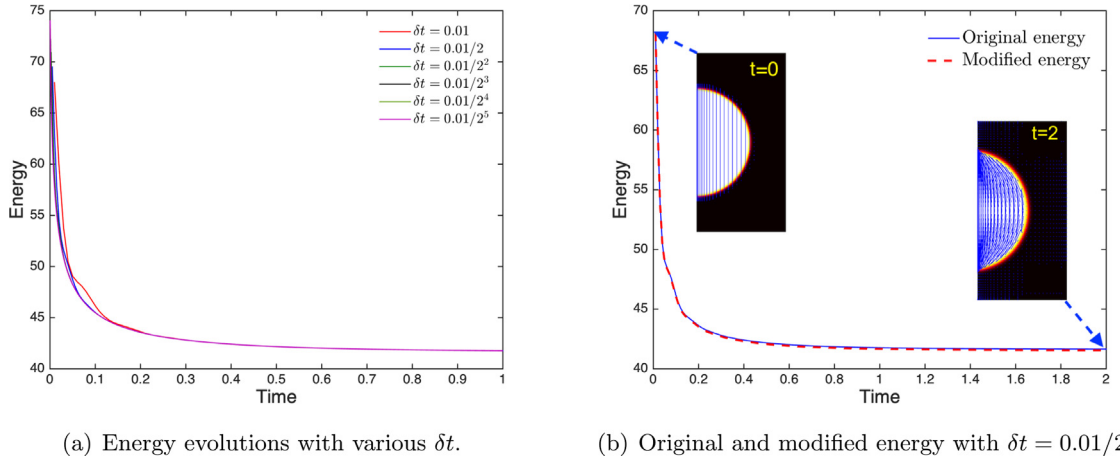 75
70
65
60
55
50
45
40
0
0.1
0.2
0.3
0.4
0.5
0.6
0.7
0.8
0.9
1
Energy
Time
δt = 0.01
δt = 0.01/2
δt = 0.01/2²
δt = 0.01/2³
δt = 0.01/2⁴
δt = 0.01/2⁵
(a) Energy evolutions with various δt.
70
65
60
55
50
45
40
0
0.2
0.4
0.6
0.8
1
1.2
1.4
1.6
1.8
2
Energy
Time
Original energy
Modified energy
t=0
t=2
(b) Original and modified energy with δt = 0.01/2